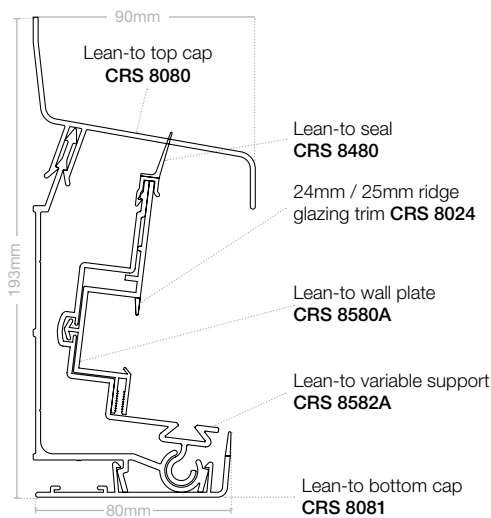 90mm
Lean-to top cap
CRS 8080
Lean-to seal
CRS 8480
24mm / 25mm ridge
glazing trim CRS 8024
193mm
Lean-to wall plate
CRS 8580A
Lean-to variable support
CRS 8582A
Lean-to bottom cap
CRS 8081
80mm